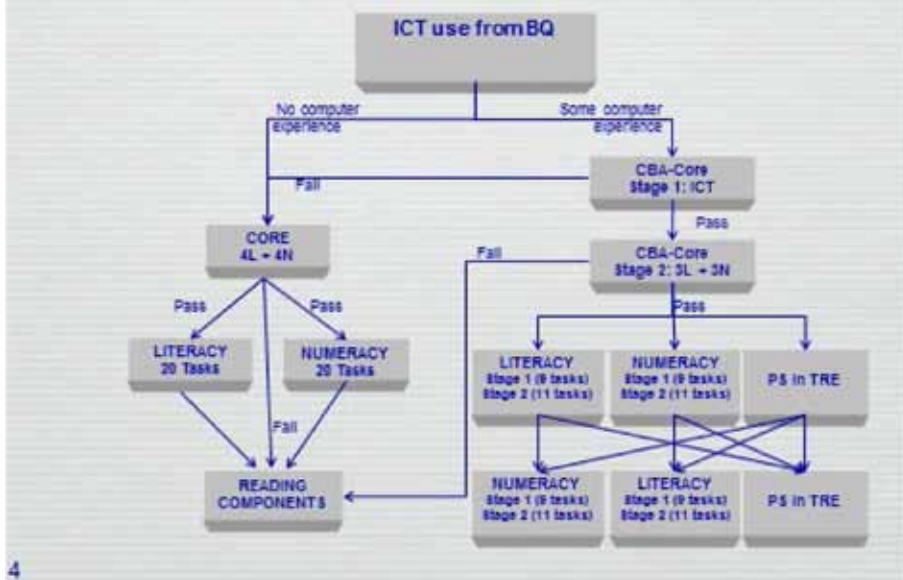 ICT use from BQ
No computer
experience
Some computer
experience
CBA-Core
Stage 1: ICT
Fail
Pass
CORE
4L + 4N
Fail
CBA-Core
Stage 2: 3L + 3N
Pass
Pass
Pass
LITERACY
20 Tasks
NUMERACY
20 Tasks
LITERACY
Stage 1 (9 tasks)
Stage 2 (11 tasks)
NUMERACY
Stage 1 (9 tasks)
Stage 2 (11 tasks)
PS in TRE
Fail
READING
COMPONENTS
NUMERACY
Stage 1 (9 tasks)
Stage 2 (11 tasks)
LITERACY
Stage 1 (9 tasks)
Stage 2 (11 tasks)
PS in TRE
4